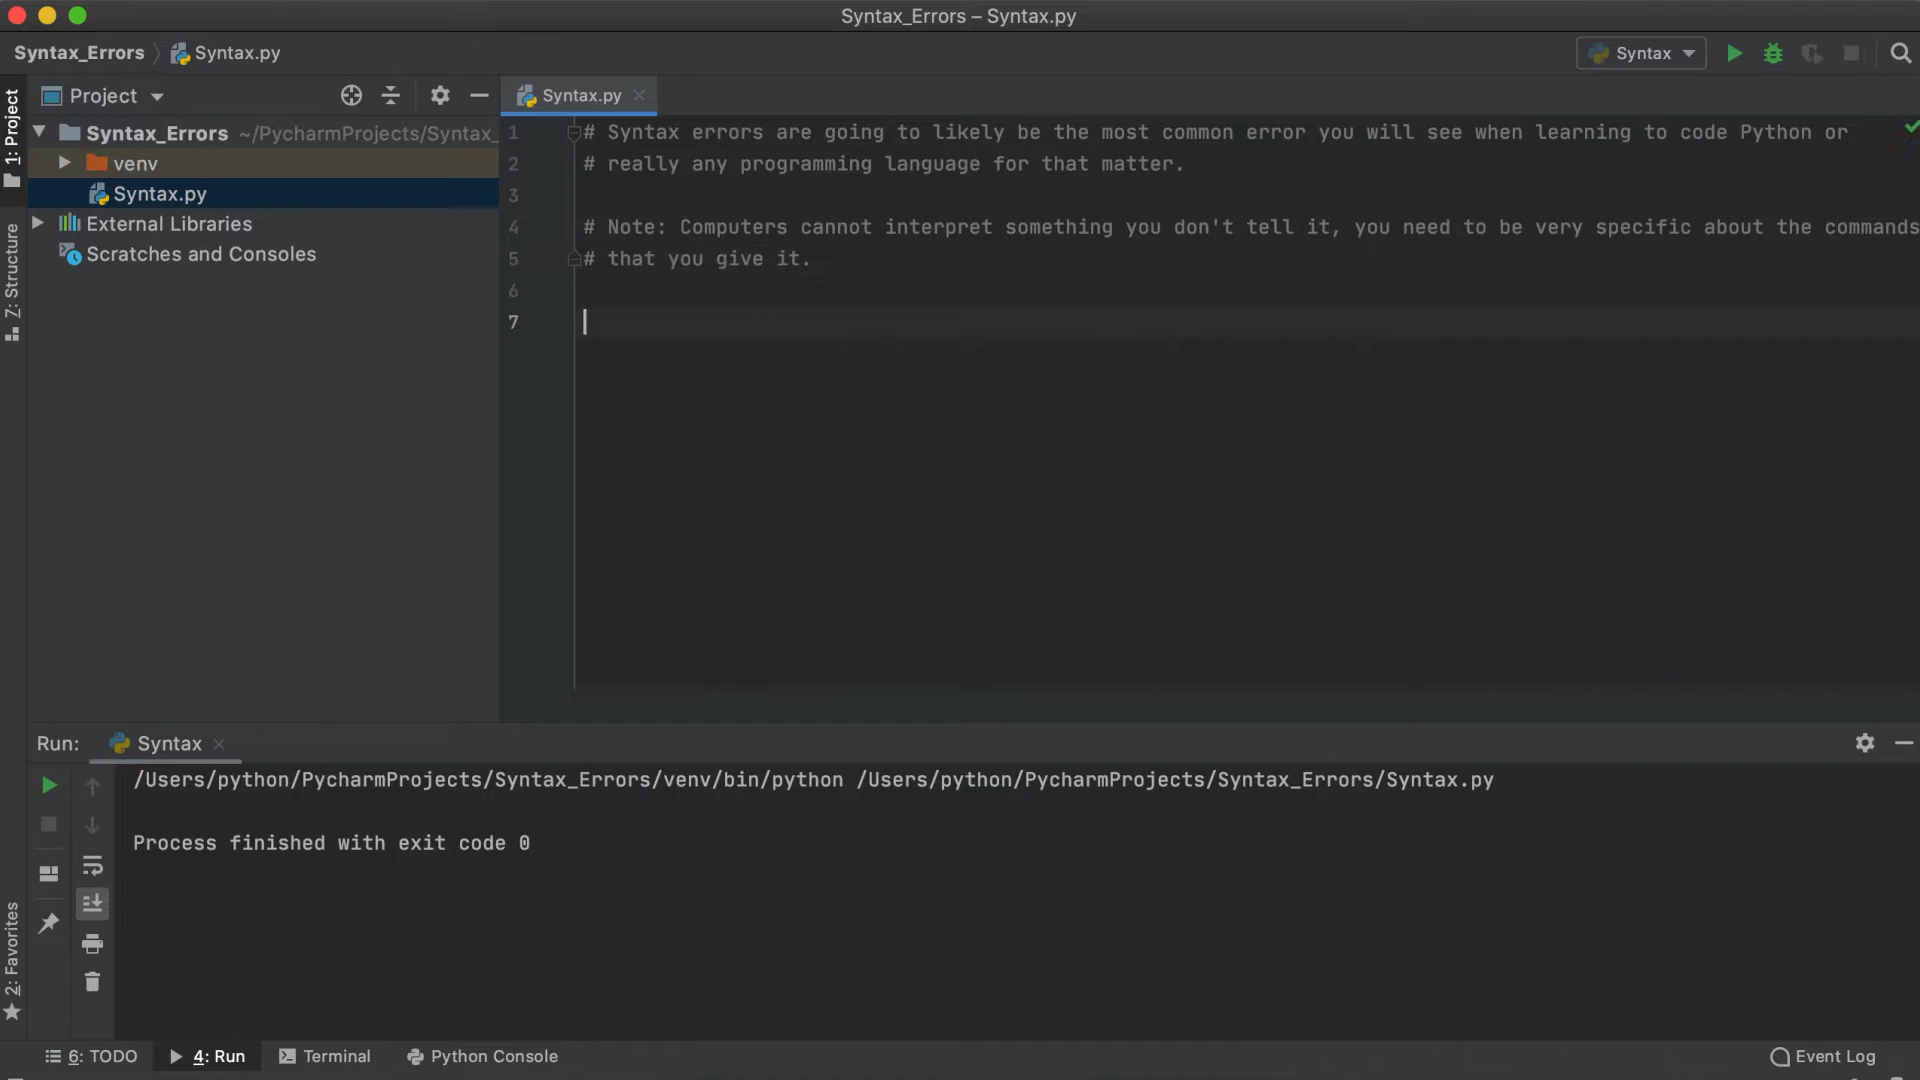 Syntax_Errors – Syntax.py
Syntax_Errors
Syntax.py
Syntax
1: Project
Project
Syntax.py
Syntax_Errors ~/PycharmProjects/Syntax_
venv
Syntax.py
External Libraries
Scratches and Consoles
Z: Structure
1 # Syntax errors are going to likely be the most common error you will see when learning to code Python or
2 # really any programming language for that matter.
3
4 # Note: Computers cannot interpret something you don't tell it, you need to be very specific about the commands
5 # that you give it.
6
7
Run: Syntax
/Users/python/PycharmProjects/Syntax_Errors/venv/bin/python /Users/python/PycharmProjects/Syntax_Errors/Syntax.py
Process finished with exit code 0
2: Favorites
6: TODO
4: Run
Terminal
Python Console
Event Log